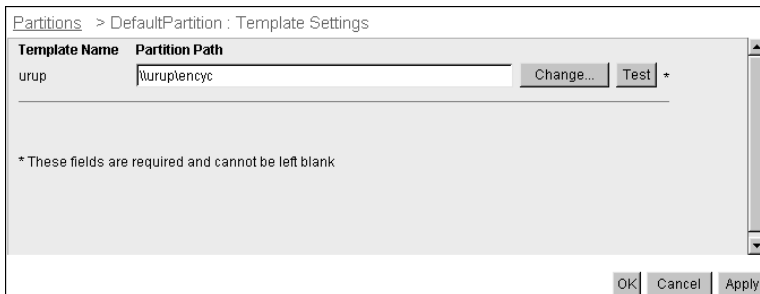 Partitions > DefaultPartition : Template Settings
Template Name Partition Path
urup \\urup\encyc Change... Test *
* These fields are required and cannot be left blank
OK Cancel Apply